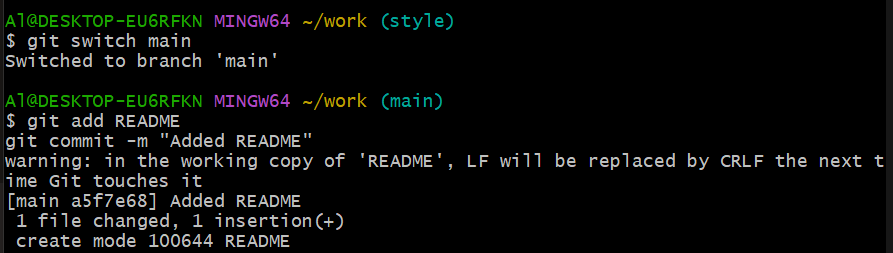 Al@DESKTOP-EU6RFKN MINGW64 ~/work (style)
$ git switch main
Switched to branch 'main'

Al@DESKTOP-EU6RFKN MINGW64 ~/work (main)
$ git add README
git commit -m "Added README"
warning: in the working copy of 'README', LF will be replaced by CRLF the next t
ime Git touches it
[main a5f7e68] Added README
 1 file changed, 1 insertion(+)
 create mode 100644 README